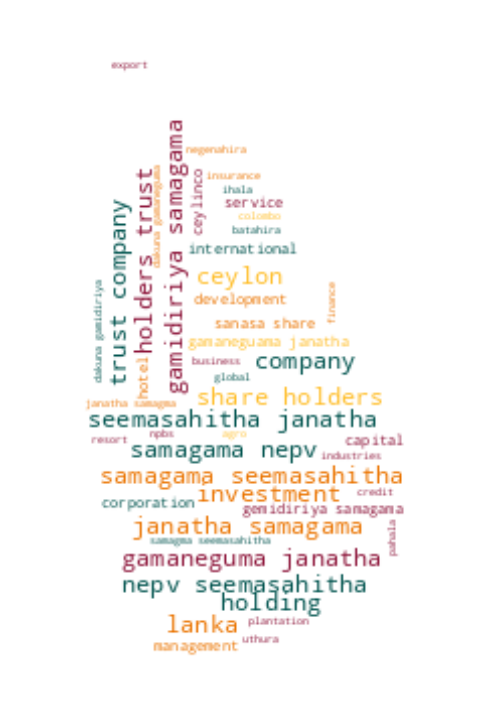 export
gamidiriya samagama
negenahira
holders trust
dakuna gamaneguma
ceylinco
insurance
ihala
service
colombo
batahira
trust company
international
ceylon
dakuna gamidiriya
development
finance
sanasa share
gamaneguama janatha
hotel
business
company
global
share holders
janatha samagma
seemasahitha janatha
resort
npbs
agro
capital
samagama nepv
industries
samagama seemasahitha
investment
credit
corporation
gemidiriya samagama
janatha samagama
pahala
samagma seemasahitha
gamaneguma janatha
nepv seemasahitha
holding
lanka
plantation
uthura
management